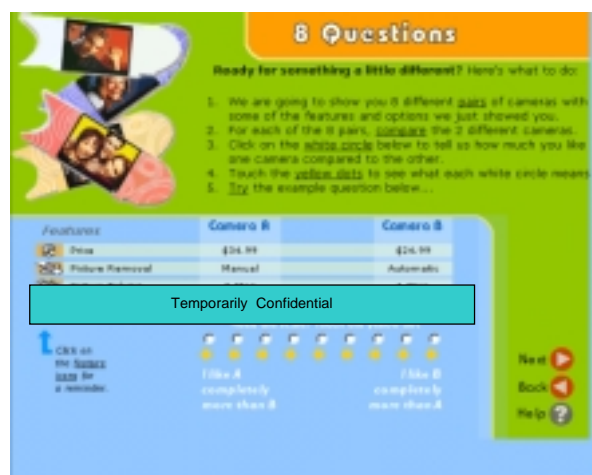 8 Questions
Ready for something a little different? Here's what to do:
1. We are going to show you 8 different pairs of cameras with
some of the features and options we just showed you.
2. For each of the 8 pairs, compare the 2 different cameras.
3. Click on the white circle below to tell us how much you like
one camera compared to the other.
4. Touch the yellow dots to see what each white circle means
5. Try the example question below...
Features Camera A Camera B
Price $24.99 $24.99
Picture Removal Manual Automatic
Temporarily Confidential
Click on
the feature
icons for
a reminder.
I like A
completely
more than B
I like B
completely
more than A
Next
Back
Help ?